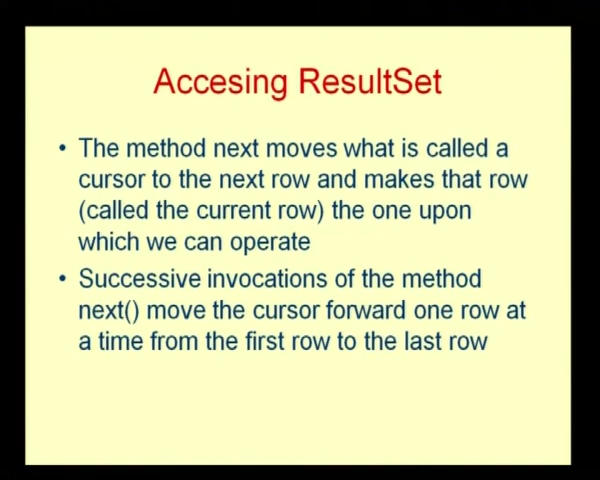 Accesing ResultSet
• The method next moves what is called a
cursor to the next row and makes that row
(called the current row) the one upon
which we can operate
• Successive invocations of the method
next() move the cursor forward one row at
a time from the first row to the last row